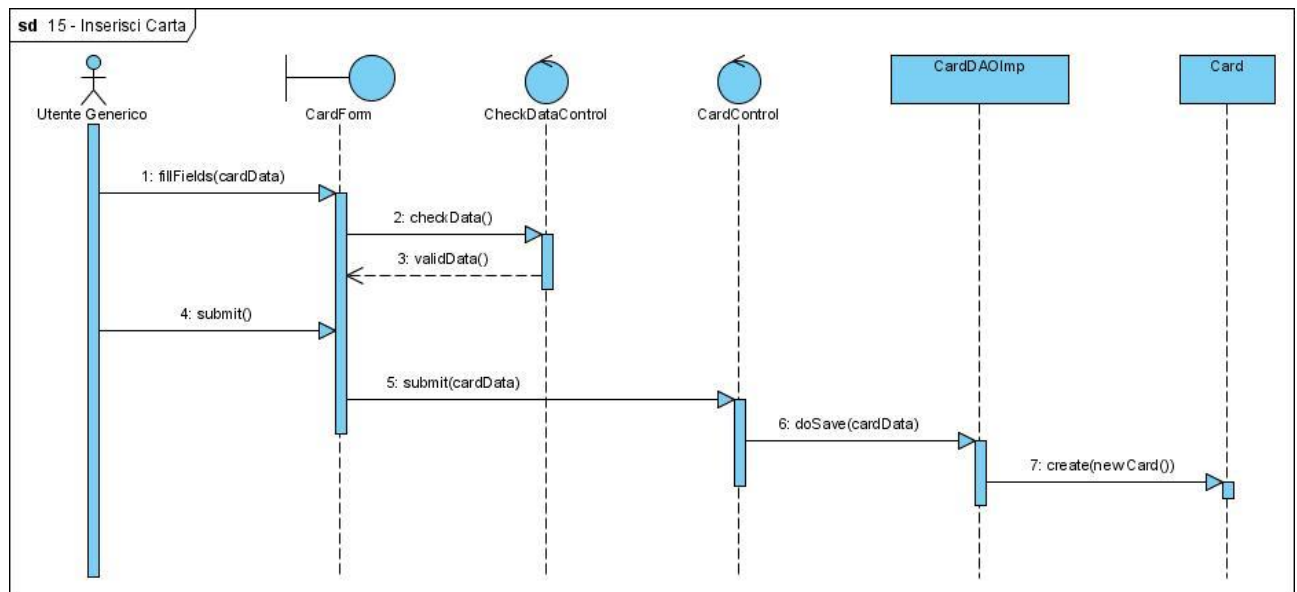 sd 15 - Inserisci Carta
Utente Generico
CardForm
CheckDataControl
CardControl
CardDAOImp
Card
1: fillFields(cardData)
2: checkData()
3: validData()
4: submit()
5: submit(cardData)
6: doSave(cardData)
7: create(newCard())